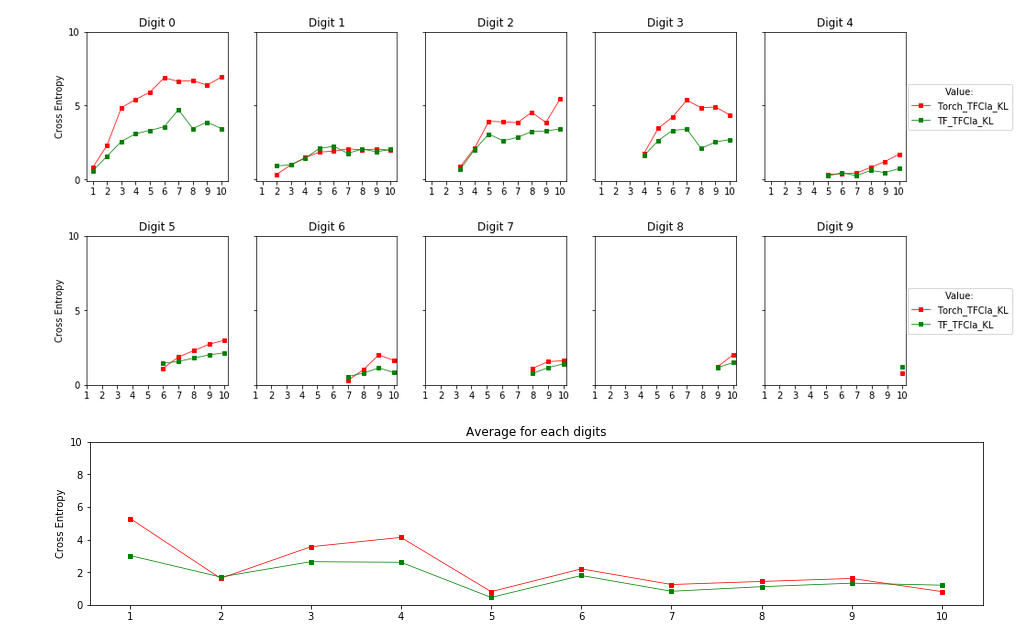 Digit 0 Digit 1 Digit 2 Digit 3 Digit 4
10
5
0
Cross Entropy
1 2 3 4 5 6 7 8 9 10 1 2 3 4 5 6 7 8 9 10 1 2 3 4 5 6 7 8 9 10 1 2 3 4 5 6 7 8 9 10 1 2 3 4 5 6 7 8 9 10
Value:
Torch_TFCla_KL
TF_TFCla_KL
Digit 5 Digit 6 Digit 7 Digit 8 Digit 9
10
5
0
Cross Entropy
1 2 3 4 5 6 7 8 9 10 1 2 3 4 5 6 7 8 9 10 1 2 3 4 5 6 7 8 9 10 1 2 3 4 5 6 7 8 9 10 1 2 3 4 5 6 7 8 9 10
Value:
Torch_TFCla_KL
TF_TFCla_KL
Average for each digits
10
8
6
4
2
0
Cross Entropy
1 2 3 4 5 6 7 8 9 10